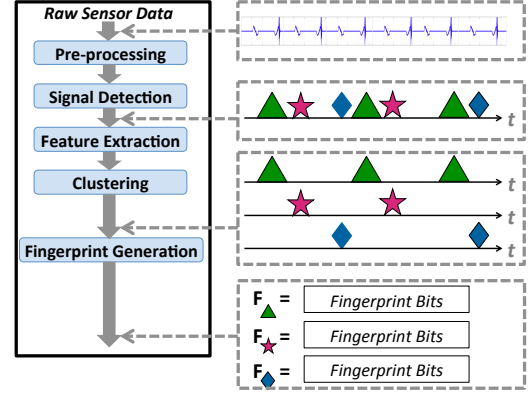 Raw Sensor Data
Pre-processing
Signal Detection
t
Feature Extraction
Clustering
t
t
Fingerprint Generation
t
F = Fingerprint Bits
F = Fingerprint Bits
F = Fingerprint Bits